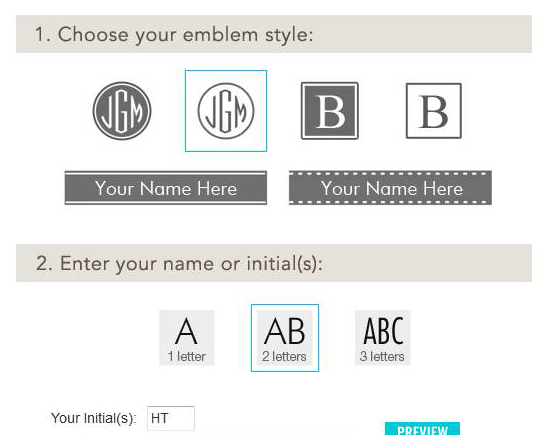 1. Choose your emblem style:
JGM JGM B B
Your Name Here Your Name Here
2. Enter your name or initial(s):
A AB ABC
1 letter 2 letters 3 letters
Your Initial(s): HT
PREVIEW